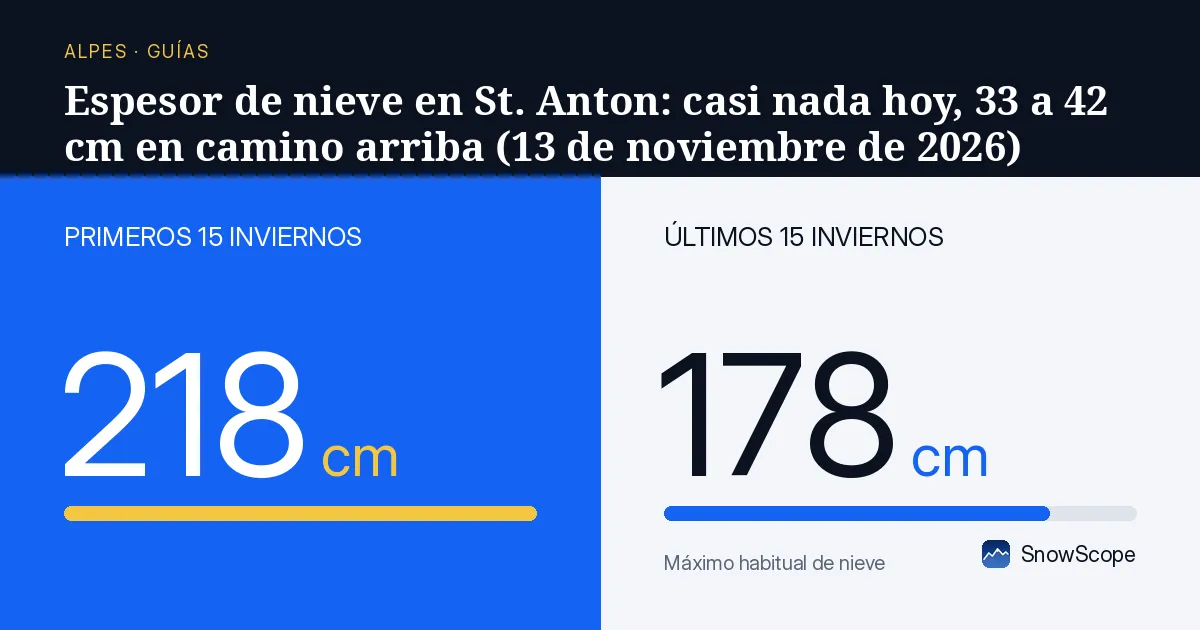 ALPES · GUÍAS
Espesor de nieve en St. Anton: casi nada hoy, 33 a 42
cm en camino arriba (13 de noviembre de 2026)
PRIMEROS 15 INVIERNOS
218 cm
ÚLTIMOS 15 INVIERNOS
178 cm
Máximo habitual de nieve
SnowScope